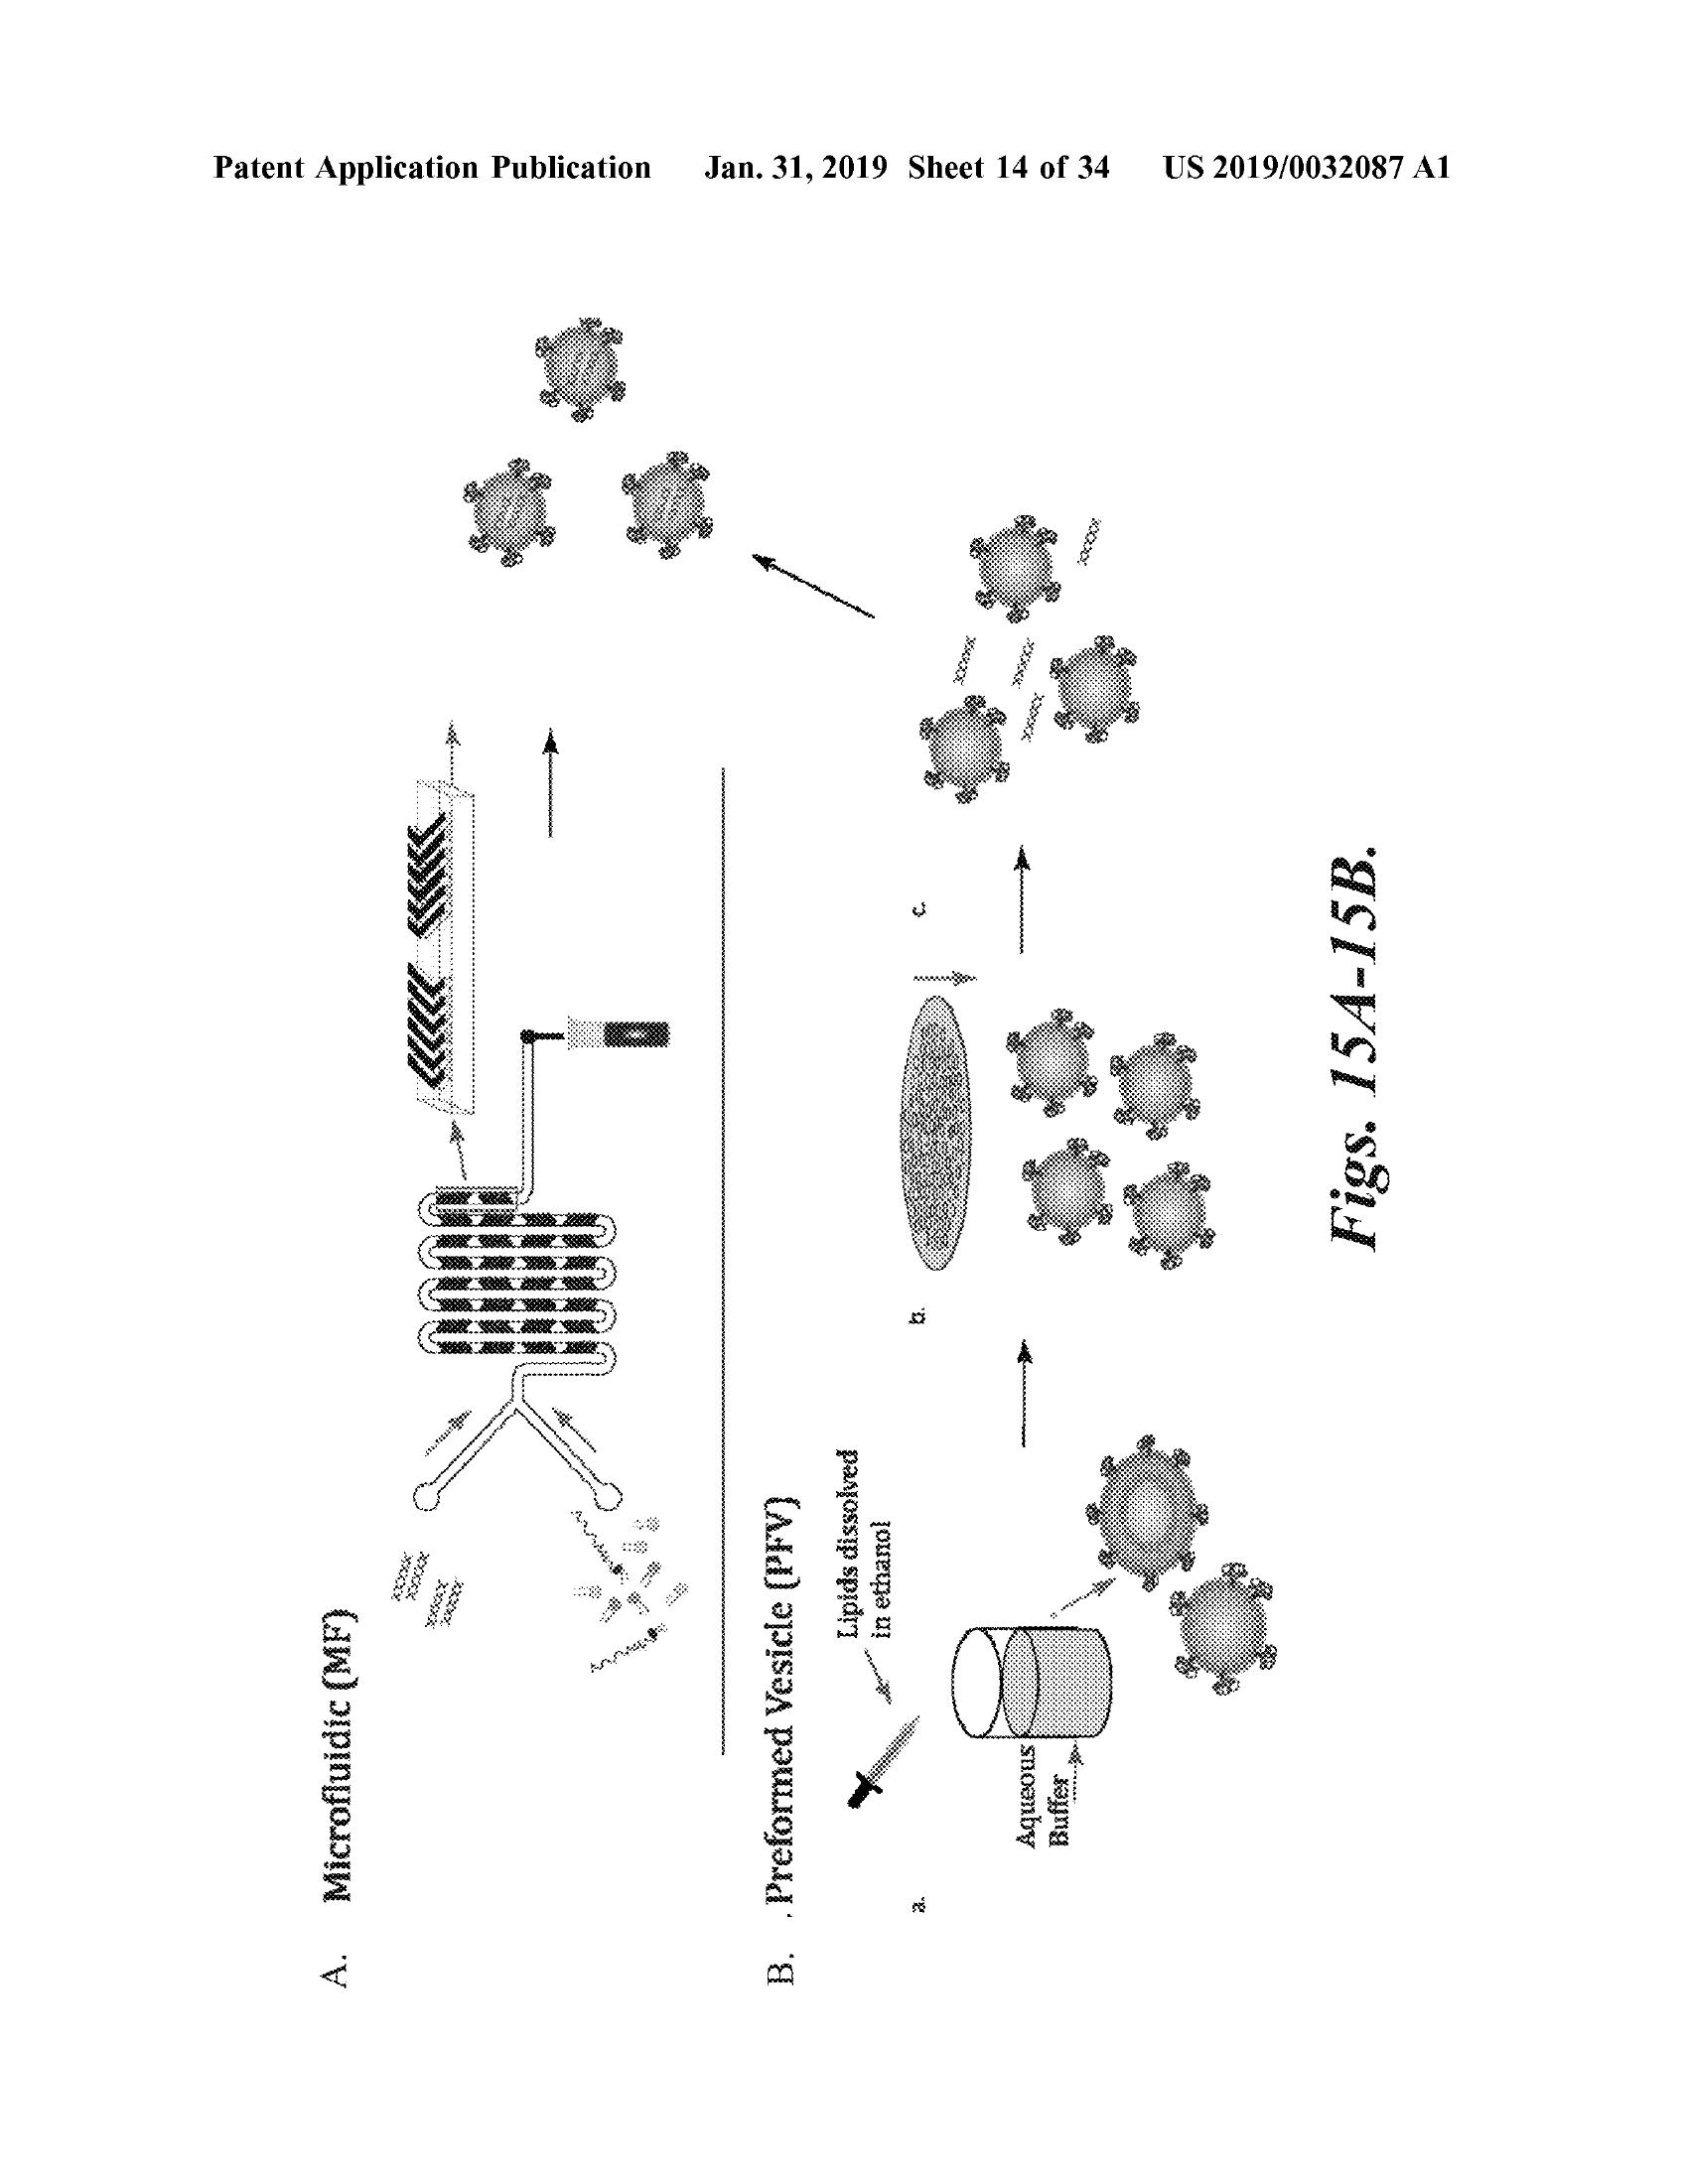 Patent Application Publication Jan. 31, 2019 Sheet 14 of 34 US 2019/0032087 A1
A. Microfluidic (MF)
B. , Preformed Vesicle (PFV)
Lipids dissolved
in ethanol
a.
Aqueous
Buffer
b.
c.
Figs. 15A-15B.